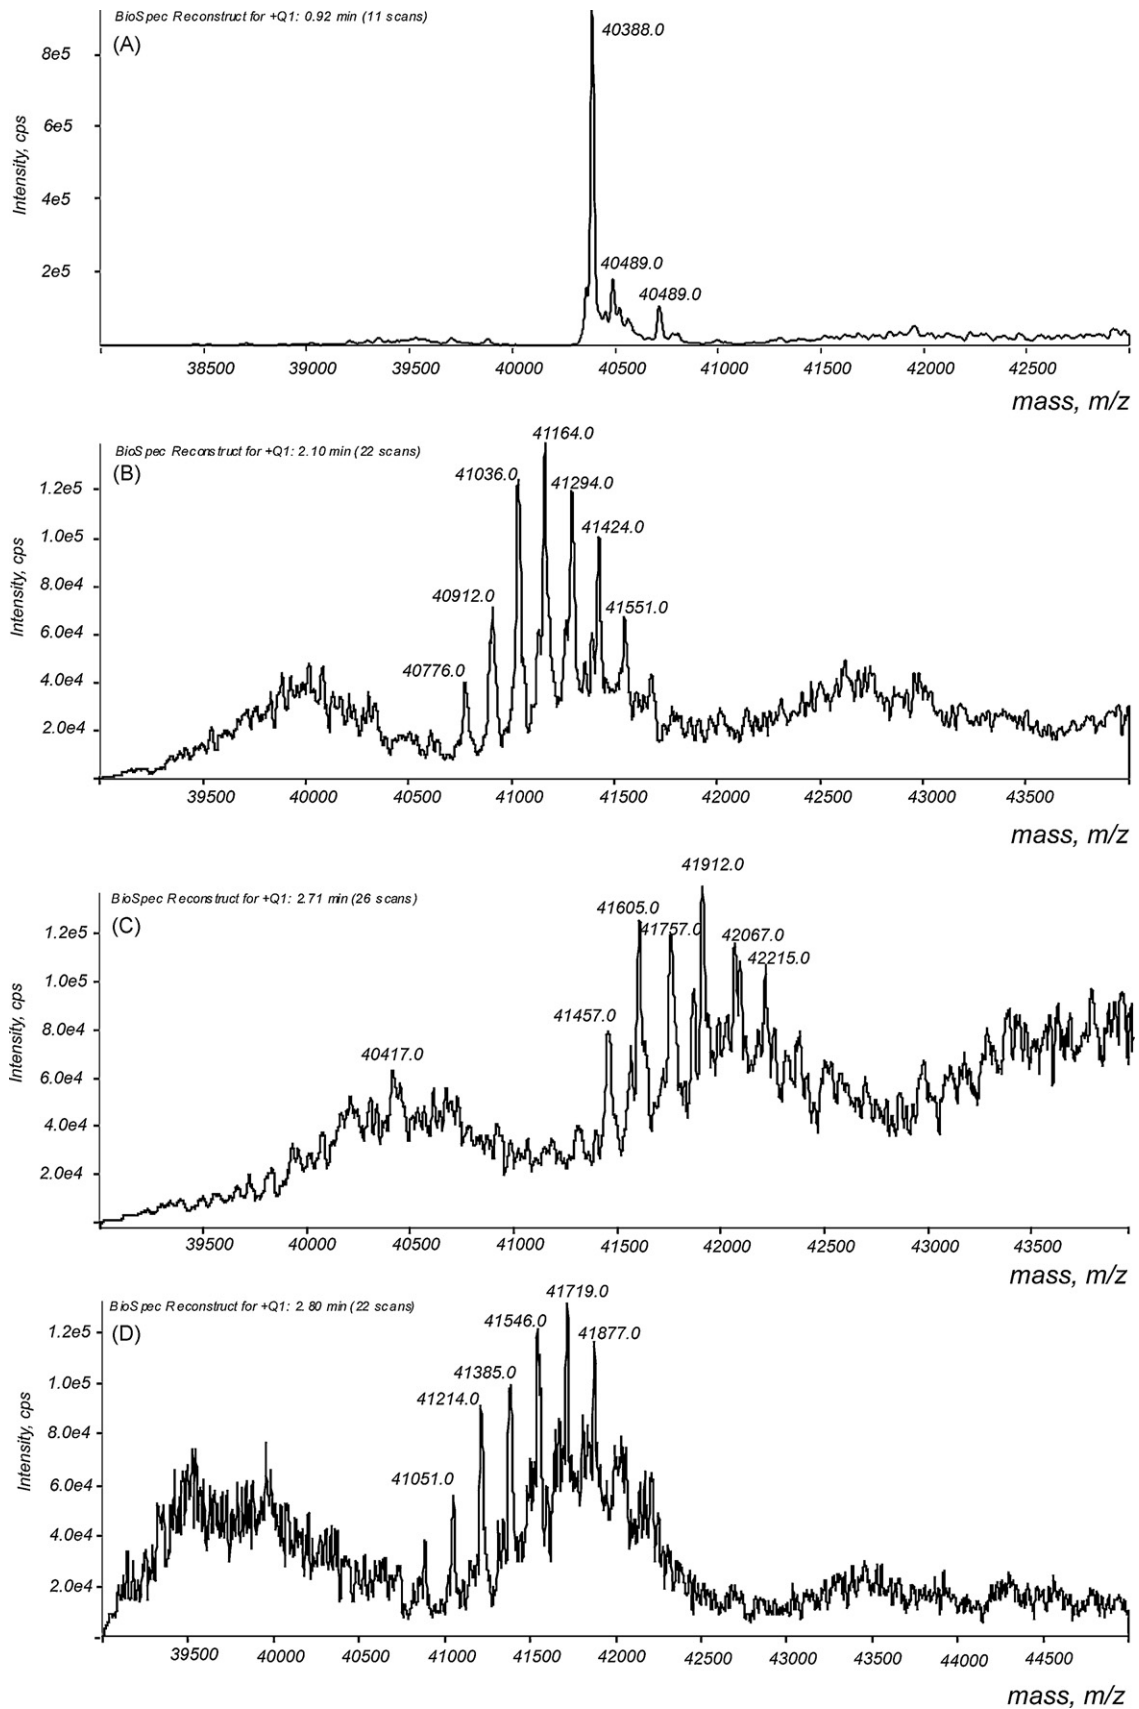 BioSpec Reconstruct for +Q1: 0.92 min (11 scans)
(A)
40388.0
8e5
6e5
4e5
2e5
Intensity, cps
40489.0
40489.0
38500 39000 39500 40000 40500 41000 41500 42000 42500
mass, m/z
BioSpec Reconstruct for +Q1: 2.10 min (22 scans)
(B)
41164.0
41036.0
41294.0
41424.0
40912.0
41551.0
40776.0
1.2e5
1.0e5
8.0e4
6.0e4
4.0e4
2.0e4
Intensity, cps
39500 40000 40500 41000 41500 42000 42500 43000 43500
mass, m/z
BioSpec Reconstruct for +Q1: 2.71 min (26 scans)
(C)
41912.0
41605.0
41757.0
42067.0
42215.0
41457.0
40417.0
1.2e5
1.0e5
8.0e4
6.0e4
4.0e4
2.0e4
Intensity, cps
39500 40000 40500 41000 41500 42000 42500 43000 43500
mass, m/z
BioSpec Reconstruct for +Q1: 2.80 min (22 scans)
(D)
41719.0
41546.0
41877.0
41385.0
41214.0
41051.0
1.2e5
1.0e5
8.0e4
6.0e4
4.0e4
2.0e4
Intensity, cps
39500 40000 40500 41000 41500 42000 42500 43000 43500 44000 44500
mass, m/z